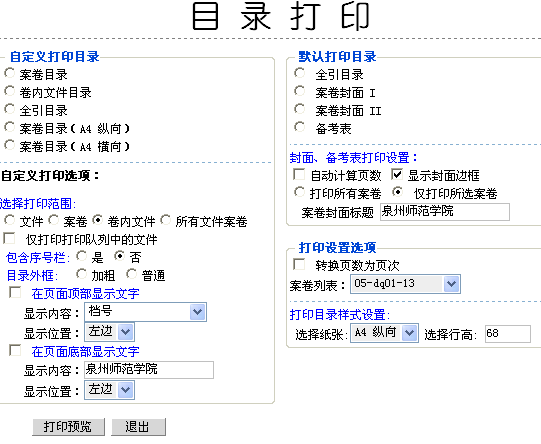 目录打印
自定义打印目录
案卷目录
卷内文件目录
全引目录
案卷目录(A4 纵向)
案卷目录(A4 横向)
自定义打印选项:
选择打印范围:
文件 案卷 卷内文件 所有文件案卷
仅打印打印队列中的文件
包含序号栏: 是 否
目录外框: 加粗 普通
在页面顶部显示文字
显示内容: 档号
显示位置: 左边
在页面底部显示文字
显示内容: 泉州师范学院
显示位置: 左边
打印预览 退出
默认打印目录
全引目录
案卷封面 I
案卷封面 II
备考表
封面、备考表打印设置:
自动计算页数 显示封面边框
打印所有案卷 仅打印所选案卷
案卷封面标题 泉州师范学院
打印设置选项
转换页数为页次
案卷列表: 05-dq01-13
打印目录样式设置:
选择纸张: A4 纵向 选择行高: 68